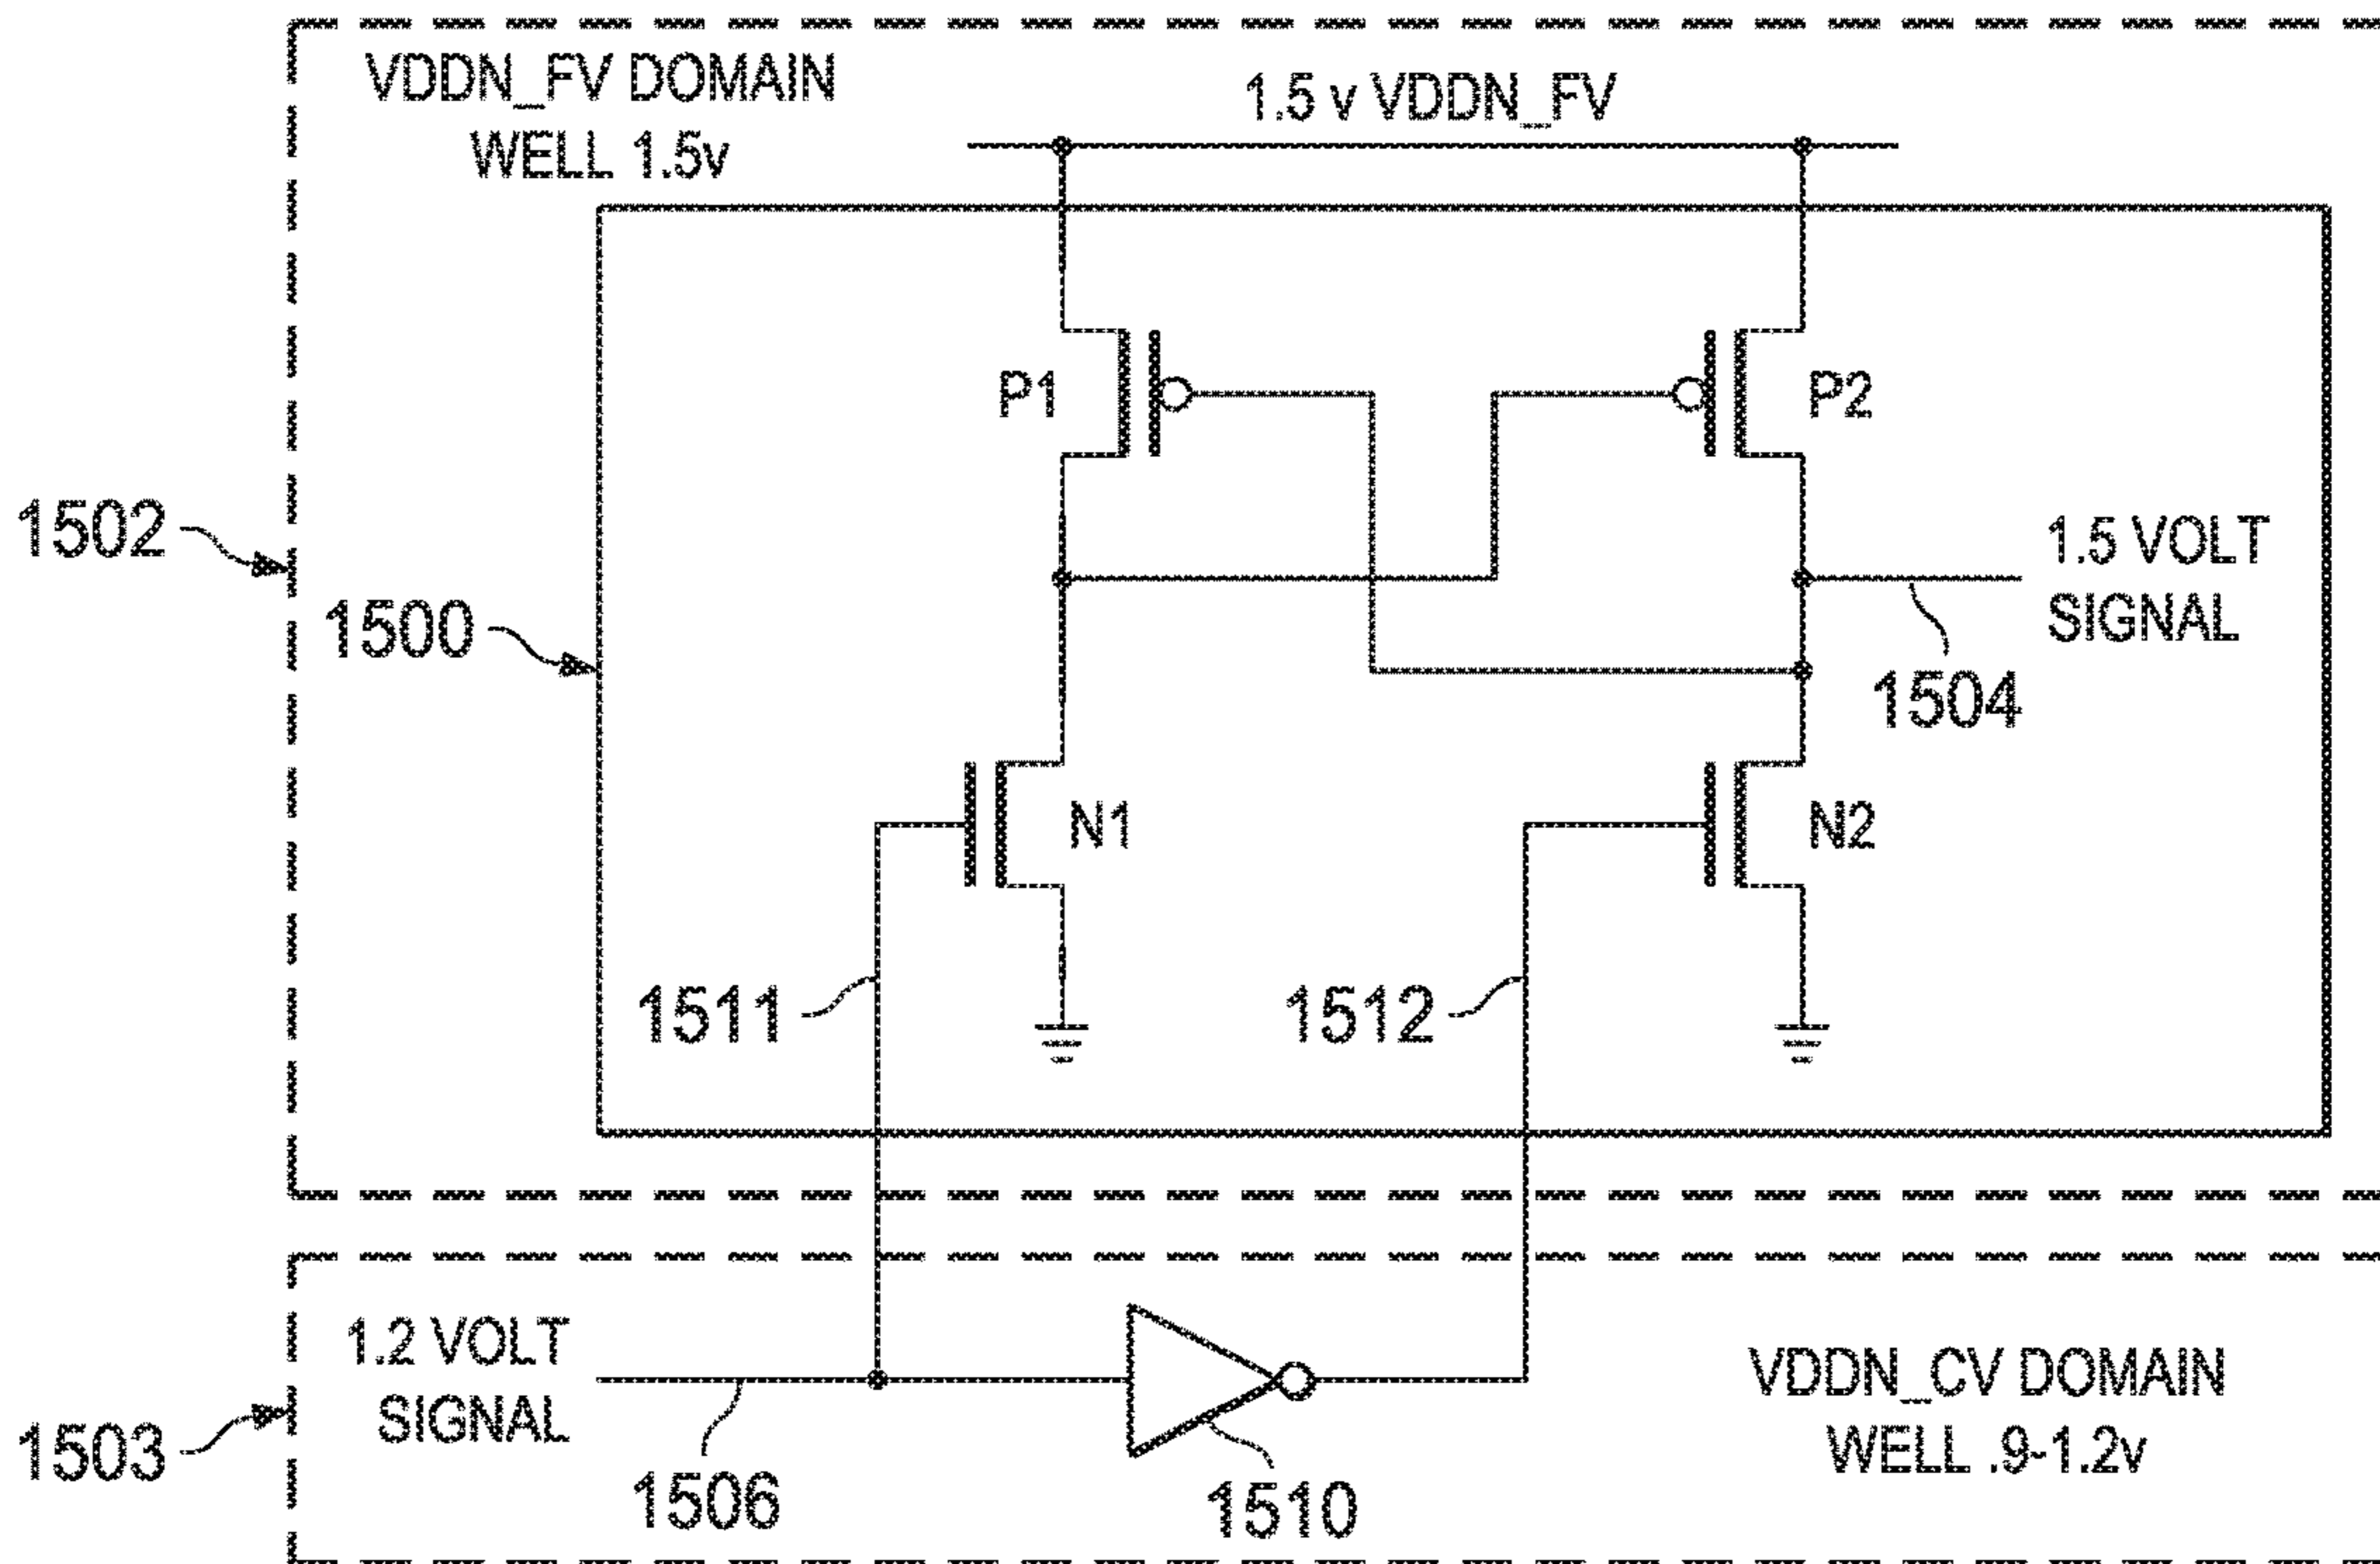 VDDN_FV DOMAIN
WELL 1.5v
1.5 v VDDN_FV
P1
P2
1502
1500
1.5 VOLT
SIGNAL
1504
N1
N2
1511
1512
1.2 VOLT
SIGNAL
1503
1506
1510
VDDN_CV DOMAIN
WELL .9-1.2v